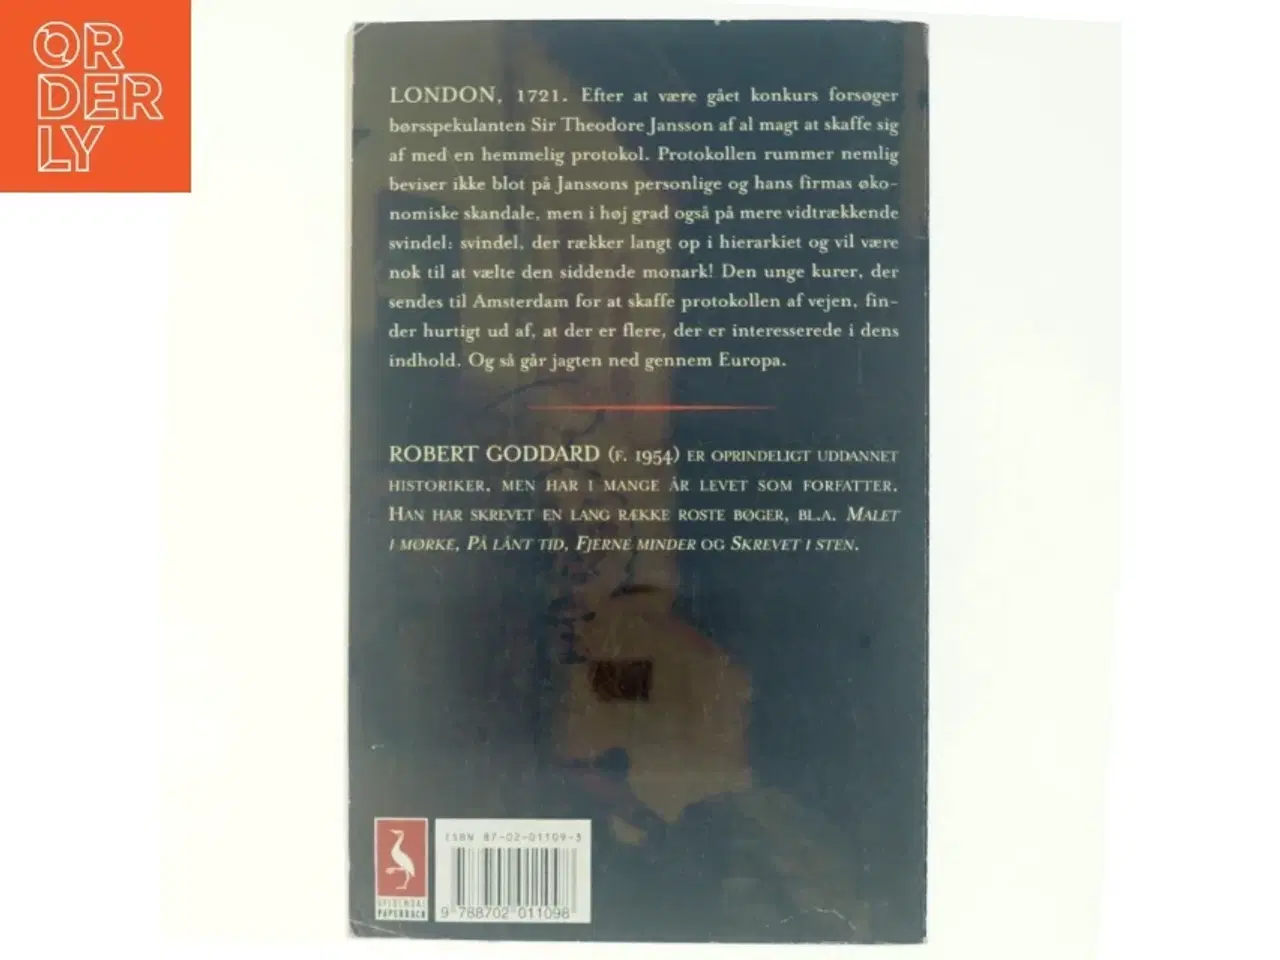 ORDERLY
LONDON, 1721. Efter at være gået konkurs forsøger
børsspekulanten Sir Theodore Jansson af al magt at skaffe sig
af med en hemmelig protokol. Protokollen rummer nemlig
beviser ikke blot på Janssons personlige og hans firmas øko-
nomiske skandale, men i høj grad også på mere vidtrækkende
svindel: svindel, der rækker langt op i hierarkiet og vil være
nok til at vælte den siddende monark! Den unge kurer, der
sendes til Amsterdam for at skaffe protokollen af vejen, fin-
der hurtigt ud af, at der er flere, der er interesserede i dens
indhold. Og så går jagten ned gennem Europa.
ROBERT GODDARD (F. 1954) ER OPRINDELIGT UDDANNET
HISTORIKER, MEN HAR I MANGE ÅR LEVET SOM FORFATTER.
HAN HAR SKREVET EN LANG RÆKKE ROSTE BØGER, BL.A. MALET
I MØRKE, PÅ LÅNT TID, FJERNE MINDER OG SKREVET I STEN.
ISBN 87-02-01109-3
9 788702 011098
GYLDENDAL
PAPERBACK